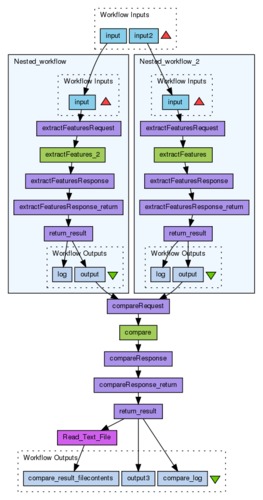 Workflow Inputs
input input2
Nested_workflow Nested_workflow_2
Workflow Inputs Workflow Inputs
input input
extractFeaturesRequest extractFeaturesRequest
extractFeatures_2 extractFeatures
extractFeaturesResponse extractFeaturesResponse
extractFeaturesResponse_return extractFeaturesResponse_return
return_result return_result
Workflow Outputs Workflow Outputs
log output log output
compareRequest
compare
compareResponse
compareResponse_return
return_result
Read_Text_File
Workflow Outputs
compare_result_filecontents output3 compare_log